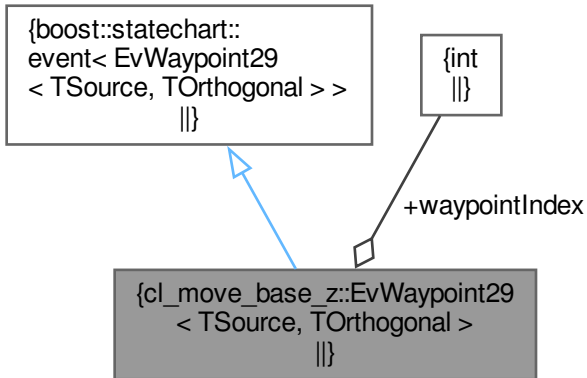 {boost::statechart::
event< EvWaypoint29
< TSource, TOrthogonal > >
||}
{int
||}
+waypointIndex
{cl_move_base_z::EvWaypoint29
< TSource, TOrthogonal >
||}